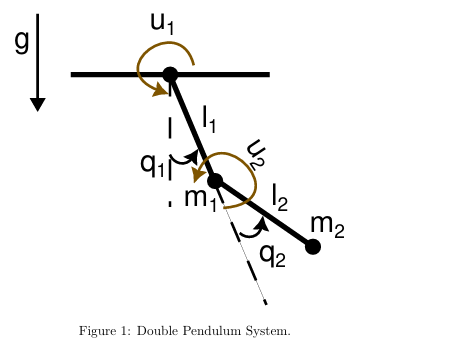 u₁
g
l₁
q₁
u₂
m₁
l₂
m₂
q₂
Figure 1: Double Pendulum System.